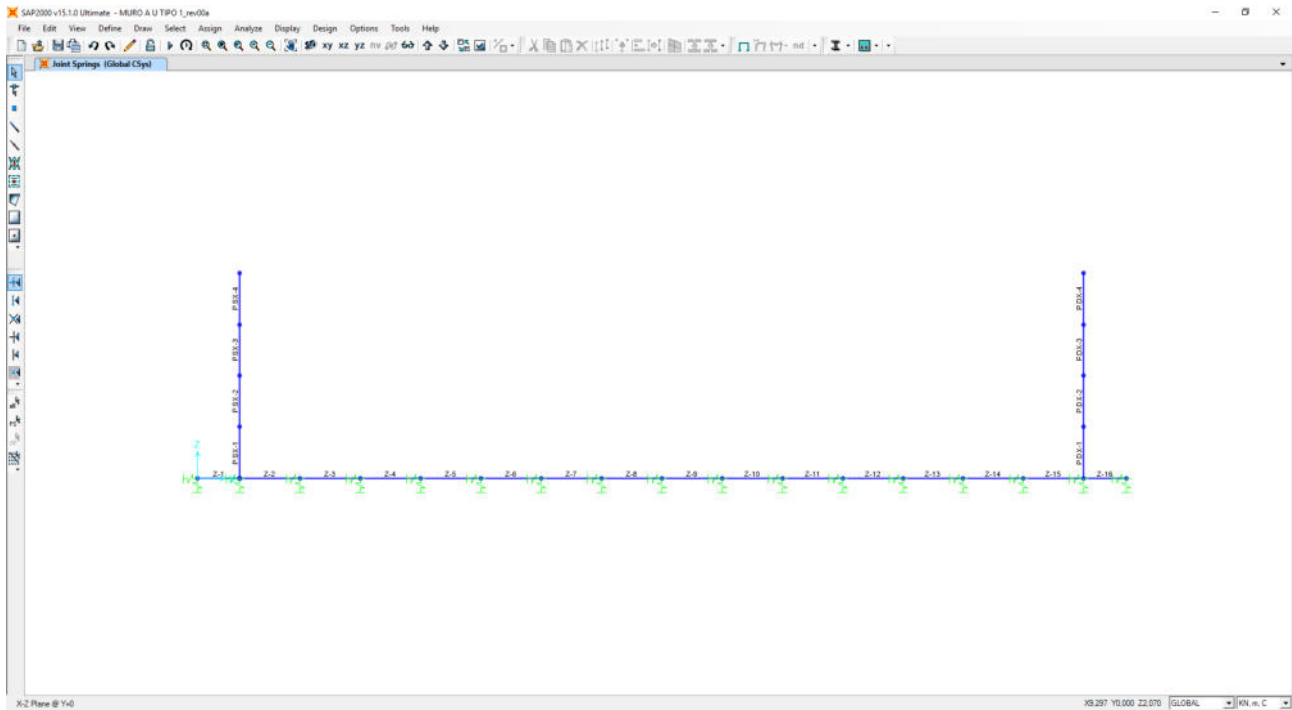 SAP2000 v15.1.0 Ultimate - MURO A U TIPO 1_rev00a
File Edit View Define Draw Select Assign Analyze Display Design Options Tools Help
xy xz yz nv nd
Joint Springs (Global CSys)
PSX-4 PDX-4
PSX-3 PDX-3
PSX-2 PDX-2
PSX-1 PDX-1
Z
Z-1 Z-2 Z-3 Z-4 Z-5 Z-6 Z-7 Z-8 Z-9 Z-10 Z-11 Z-12 Z-13 Z-14 Z-15 Z-16
X-Z Plane @ Y=0 X9,297 Y0,000 Z2,070 GLOBAL KN, m, C